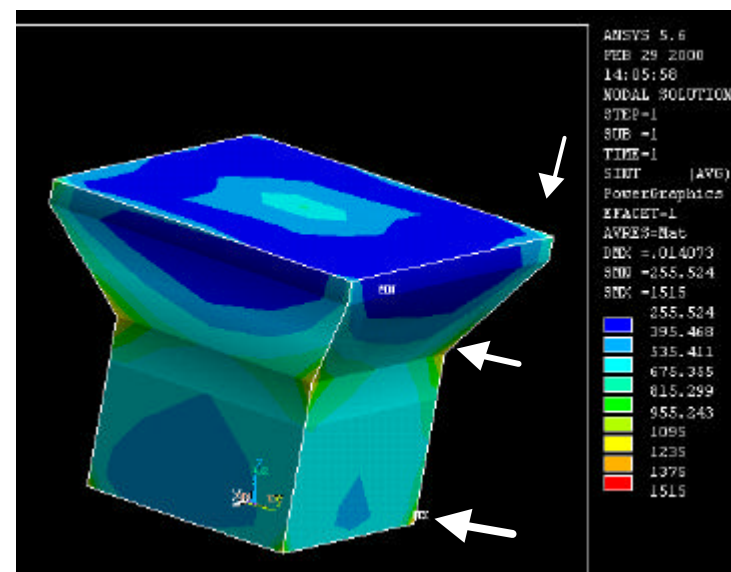 ANSYS 5.6
FEB 29 2000
14:05:58
NODAL SOLUTION
STEP=1
SUB =1
TIME=1
SINT (AVG)
PowerGraphics
EFACET=1
AVRES=Mat
DMX =.014073
SMN =255.524
SMX =1515
255.524
395.468
535.411
675.355
815.299
955.243
1095
1235
1375
1515
MN
Z
MX